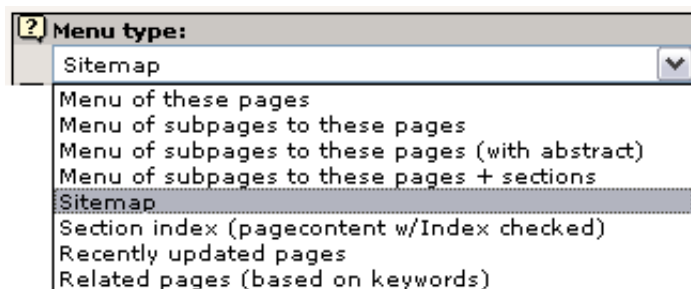 Menu type:
Sitemap
Menu of these pages
Menu of subpages to these pages
Menu of subpages to these pages (with abstract)
Menu of subpages to these pages + sections
Sitemap
Section index (pagecontent w/Index checked)
Recently updated pages
Related pages (based on keywords)